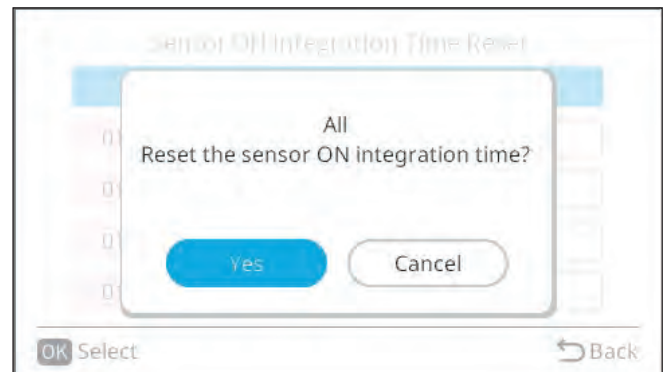 Sensor ON Integration Time Reset
All
Reset the sensor ON integration time?
Yes
Cancel
OK Select
Back